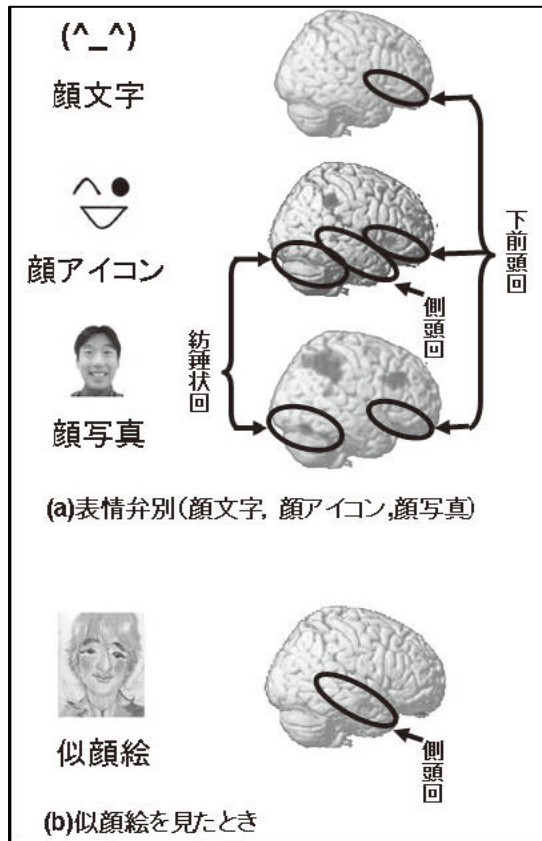 (^_^)
顔文字
顔アイコン
顔写真
紡錘状回
側頭回
下前頭回
(a)表情弁別(顔文字, 顔アイコン,顔写真)
似顔絵
側頭回
(b)似顔絵を見たとき